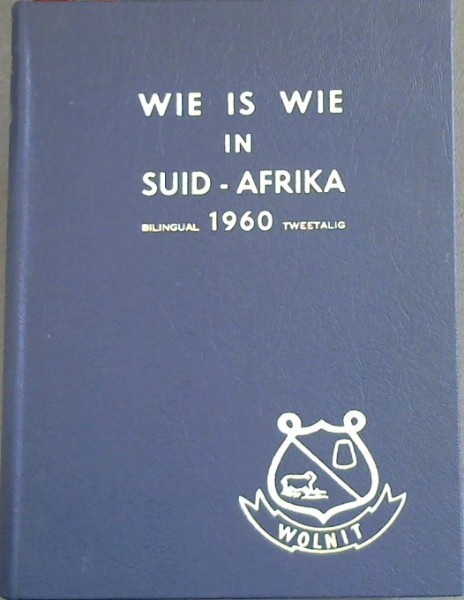 WIE IS WIE
IN
SUID - AFRIKA
BILINGUAL 1960 TWEETALIG
WOLNIT